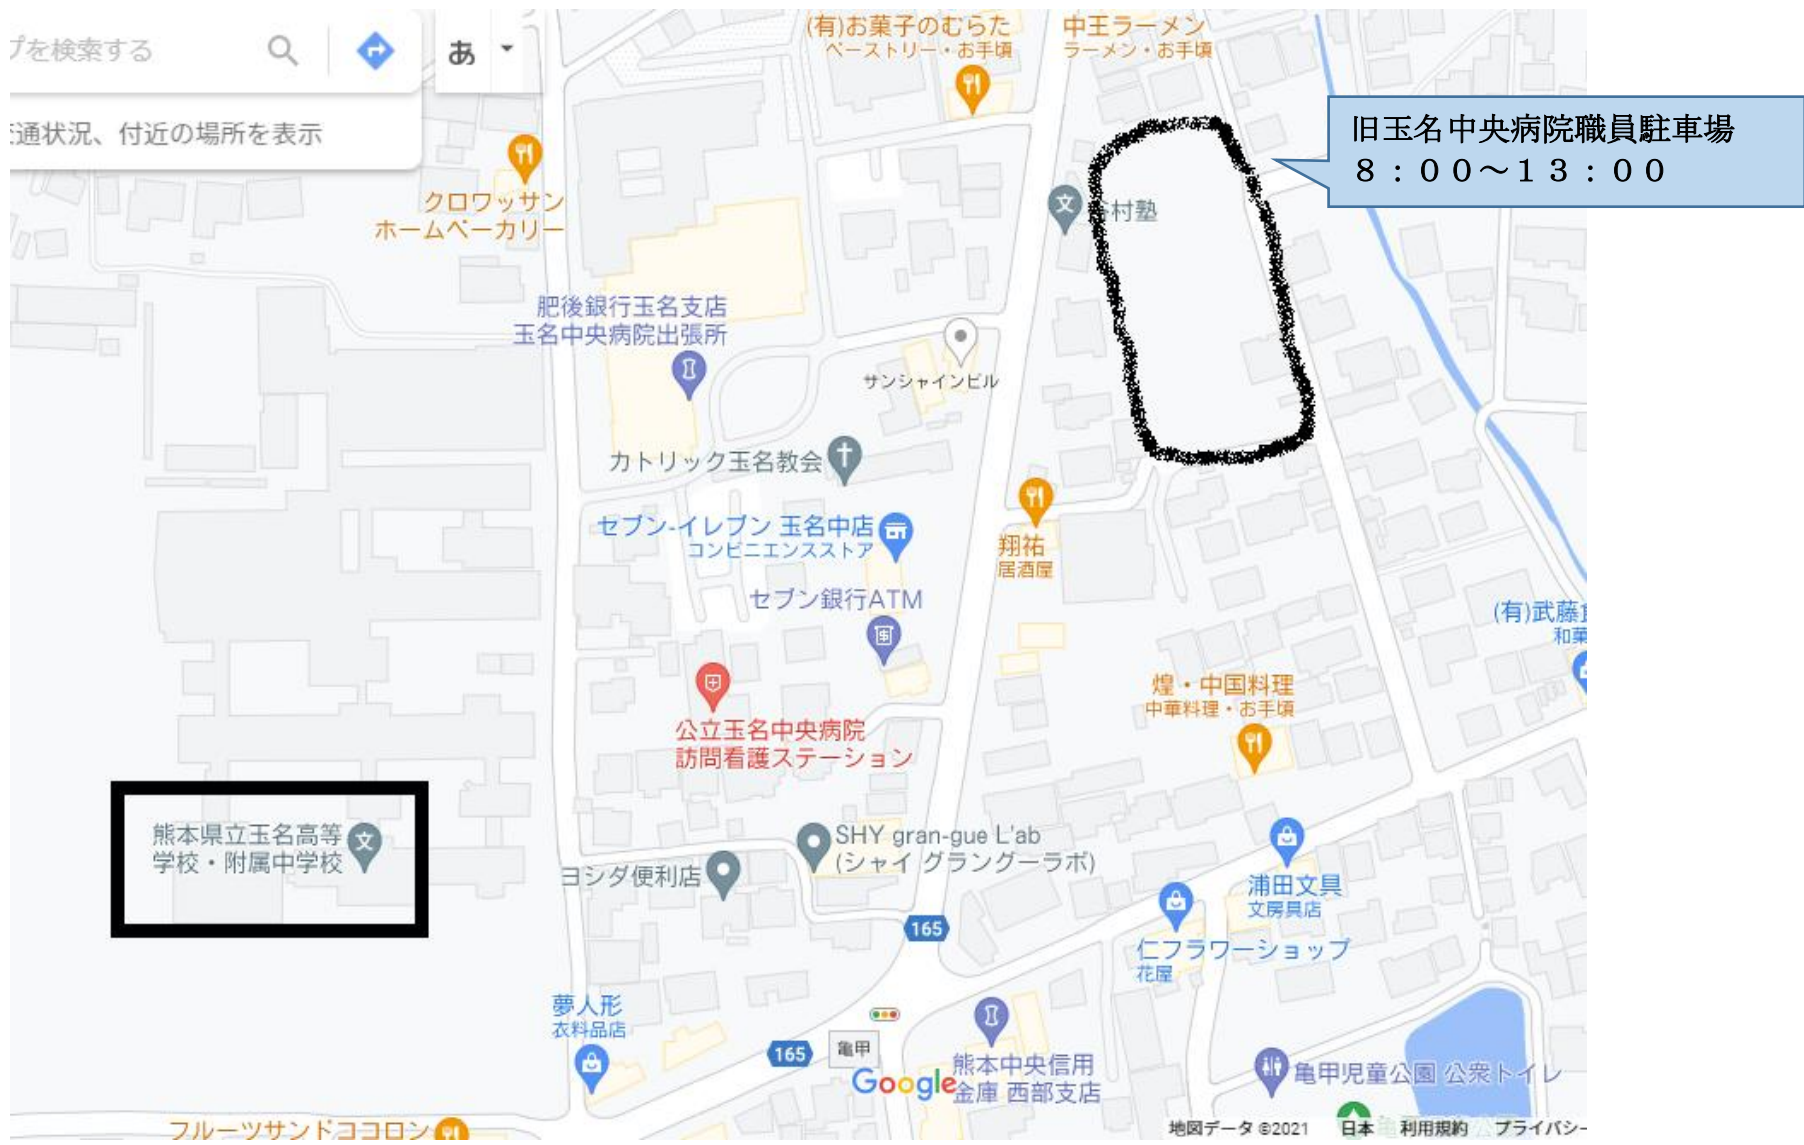 プを検索する
あ
通状況、付近の場所を表示
(有)お菓子のむらた
ペーストリー・お手頃
中王ラーメン
ラーメン・お手頃
旧玉名中央病院職員駐車場
8：00～13：00
クロワッサン
ホームベーカリー
村塾
肥後銀行玉名支店
玉名中央病院出張所
サンシャインビル
カトリック玉名教会
セブン-イレブン 玉名中店
コンビニエンスストア
翔祐
居酒屋
セブン銀行ATM
(有)武藤
和菓
煌・中国料理
中華料理・お手頃
公立玉名中央病院
訪問看護ステーション
熊本県立玉名高等
学校・附属中学校
SHY gran-gue L'ab
(シャイ グラングーラボ)
ヨシダ便利店
浦田文具
文房具店
165
仁フラワーショップ
花屋
夢人形
衣料品店
165
亀甲
熊本中央信用
金庫 西部支店
Google
亀甲児童公園 公衆トイレ
フルーツサンドココロン
地図データ ©2021 日本 利用規約 プライバシー